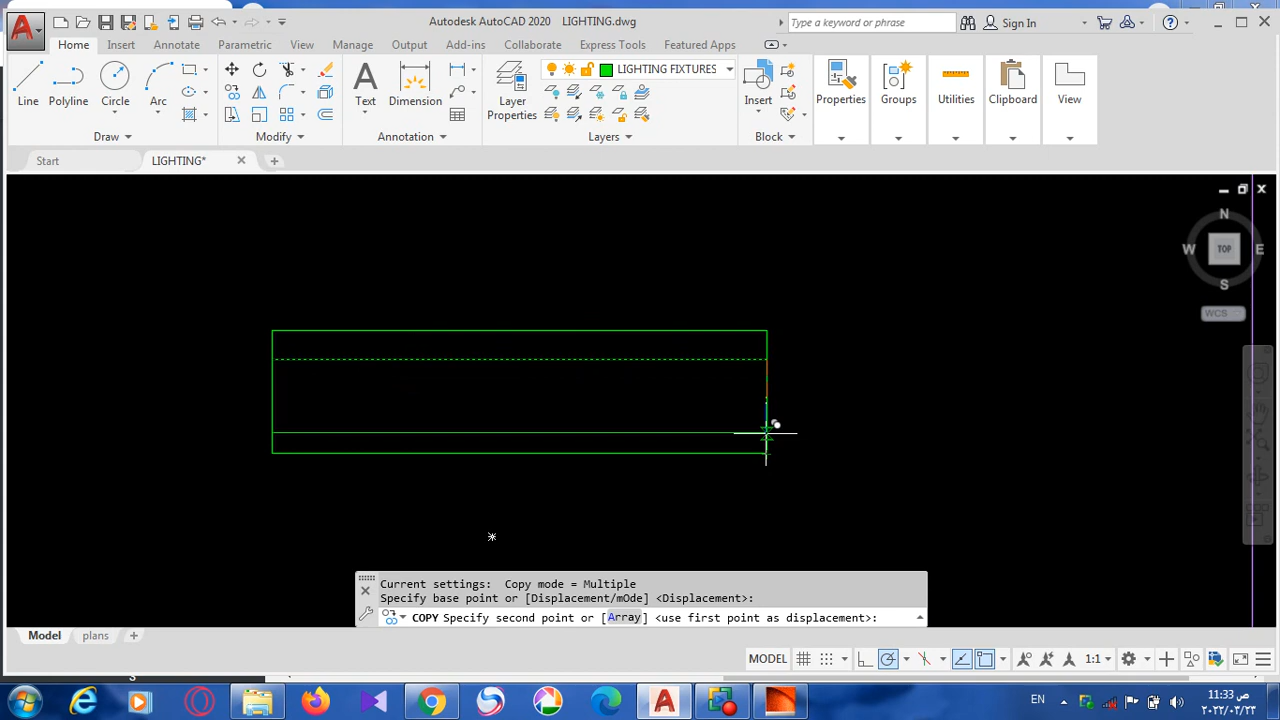 Autodesk AutoCAD 2020 LIGHTING.dwg
Type a keyword or phrase
Sign In
Home Insert Annotate Parametric View Manage Output Add-ins Collaborate Express Tools Featured Apps
LIGHTING FIXTURES
Line Polyline Circle Arc
Text Dimension
Layer
Properties
Insert
Properties Groups Utilities Clipboard View
Draw Modify Annotation Layers Block
Start LIGHTING*
N
W TOP E
S
WCS
Current settings: Copy mode = Multiple
Specify base point or [Displacement/mOde] <Displacement>:
COPY Specify second point or [Array] <use first point as displacement>:
Model plans
MODEL
1:1
EN
11:33 ص
٢٠٢٢/٠٣/٢٣